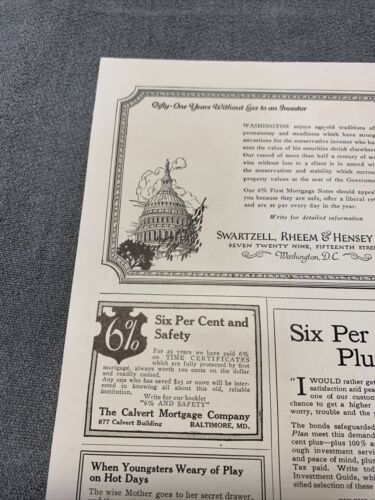 Fifty-One Years Without Loss to an Investor
WASHINGTON enjoys age-old traditions of
permanency and steadiness which have strong
attractions for the conservative investor who has
seen the value of his securities shrink elsewhere
Our record of more than half a century of
vice without loss to a client is in accord with
the conservatism and stability which surround
property values at the seat of the Government
Our 6% First Mortgage Notes should appeal
you because they are safe, offer a liberal
and are at par every day in the year.
Write for detailed information
SWARTZELL, RHEEM & HENSEY
SEVEN TWENTY NINE, FIFTEENTH STREET
Washington, D.C.
6%
Six Per Cent and
Safety
For 25 years we have paid 6%
on TIME CERTIFICATES
which are fully protected by first
mortgage, always worth 100 cents on the dollar
and readily cashed.
Any one who has saved $25 or more will be inter-
ested in knowing all about this old, reliable
institution.
Write for our booklet
"6% AND SAFETY"
The Calvert Mortgage Company
877 Calvert Building BALTIMORE, MD.
When Youngsters Weary of Play
on Hot Days
The wise Mother goes to her secret drawer,
Six Per
Plu
"I WOULD rather get
satisfaction and pea
one of our custom
chance to get a higher
worry, trouble and the
The bonds safeguarded
Plan meet this demand
cent plus—plus 100%
ough investment servic
and peace of mind, plus
Tax paid. Write tod
Investment Guide, whi
sified selection of these